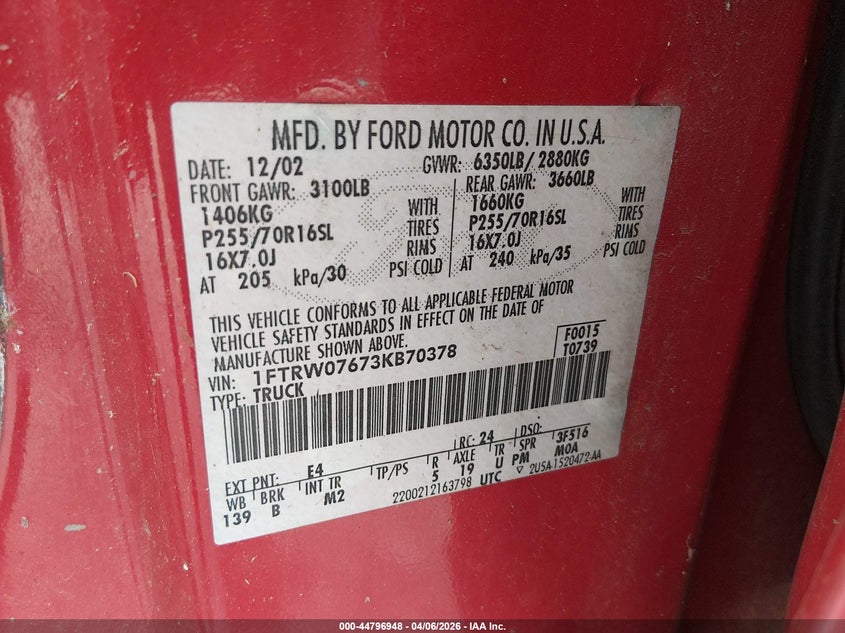 MFD. BY FORD MOTOR CO. IN U.S.A.
DATE: 12/02 GVWR: 6350LB/ 2880KG
FRONT GAWR: 3100LB REAR GAWR: 3660LB
1406KG WITH 1660KG WITH
P255/70R16SL TIRES P255/70R16SL TIRES
16X7.0J RIMS 16X7.0J RIMS
AT 205 kPa/30 PSI COLD AT 240 kPa/35 PSI COLD
THIS VEHICLE CONFORMS TO ALL APPLICABLE FEDERAL MOTOR
VEHICLE SAFETY STANDARDS IN EFFECT ON THE DATE OF
MANUFACTURE SHOWN ABOVE.
VIN: 1FTRW07673KB70378 F0015
TYPE: TRUCK T0739
EXT PNT: E4 RC: 24 DSO: 3F516
WB BRK INT TR TP/PS R AXLE TR SPR M0A
139 B M2 5 19 U PM
2200212163798 UTC ▽ 2U5A-1520472-AA
000-44796948 - 04/06/2026 - IAA Inc.